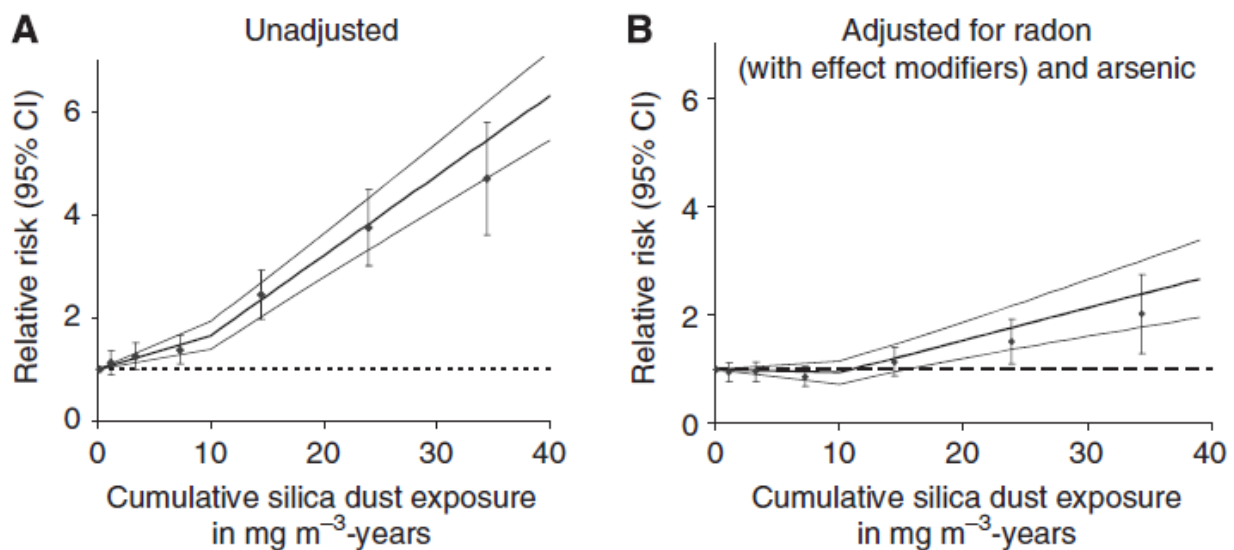 A
Unadjusted
Relative risk (95% CI)
6
4
2
0
0 10 20 30 40
Cumulative silica dust exposure
in mg m⁻³-years
B
Adjusted for radon
(with effect modifiers) and arsenic
Relative risk (95% CI)
6
4
2
0
0 10 20 30 40
Cumulative silica dust exposure
in mg m⁻³-years